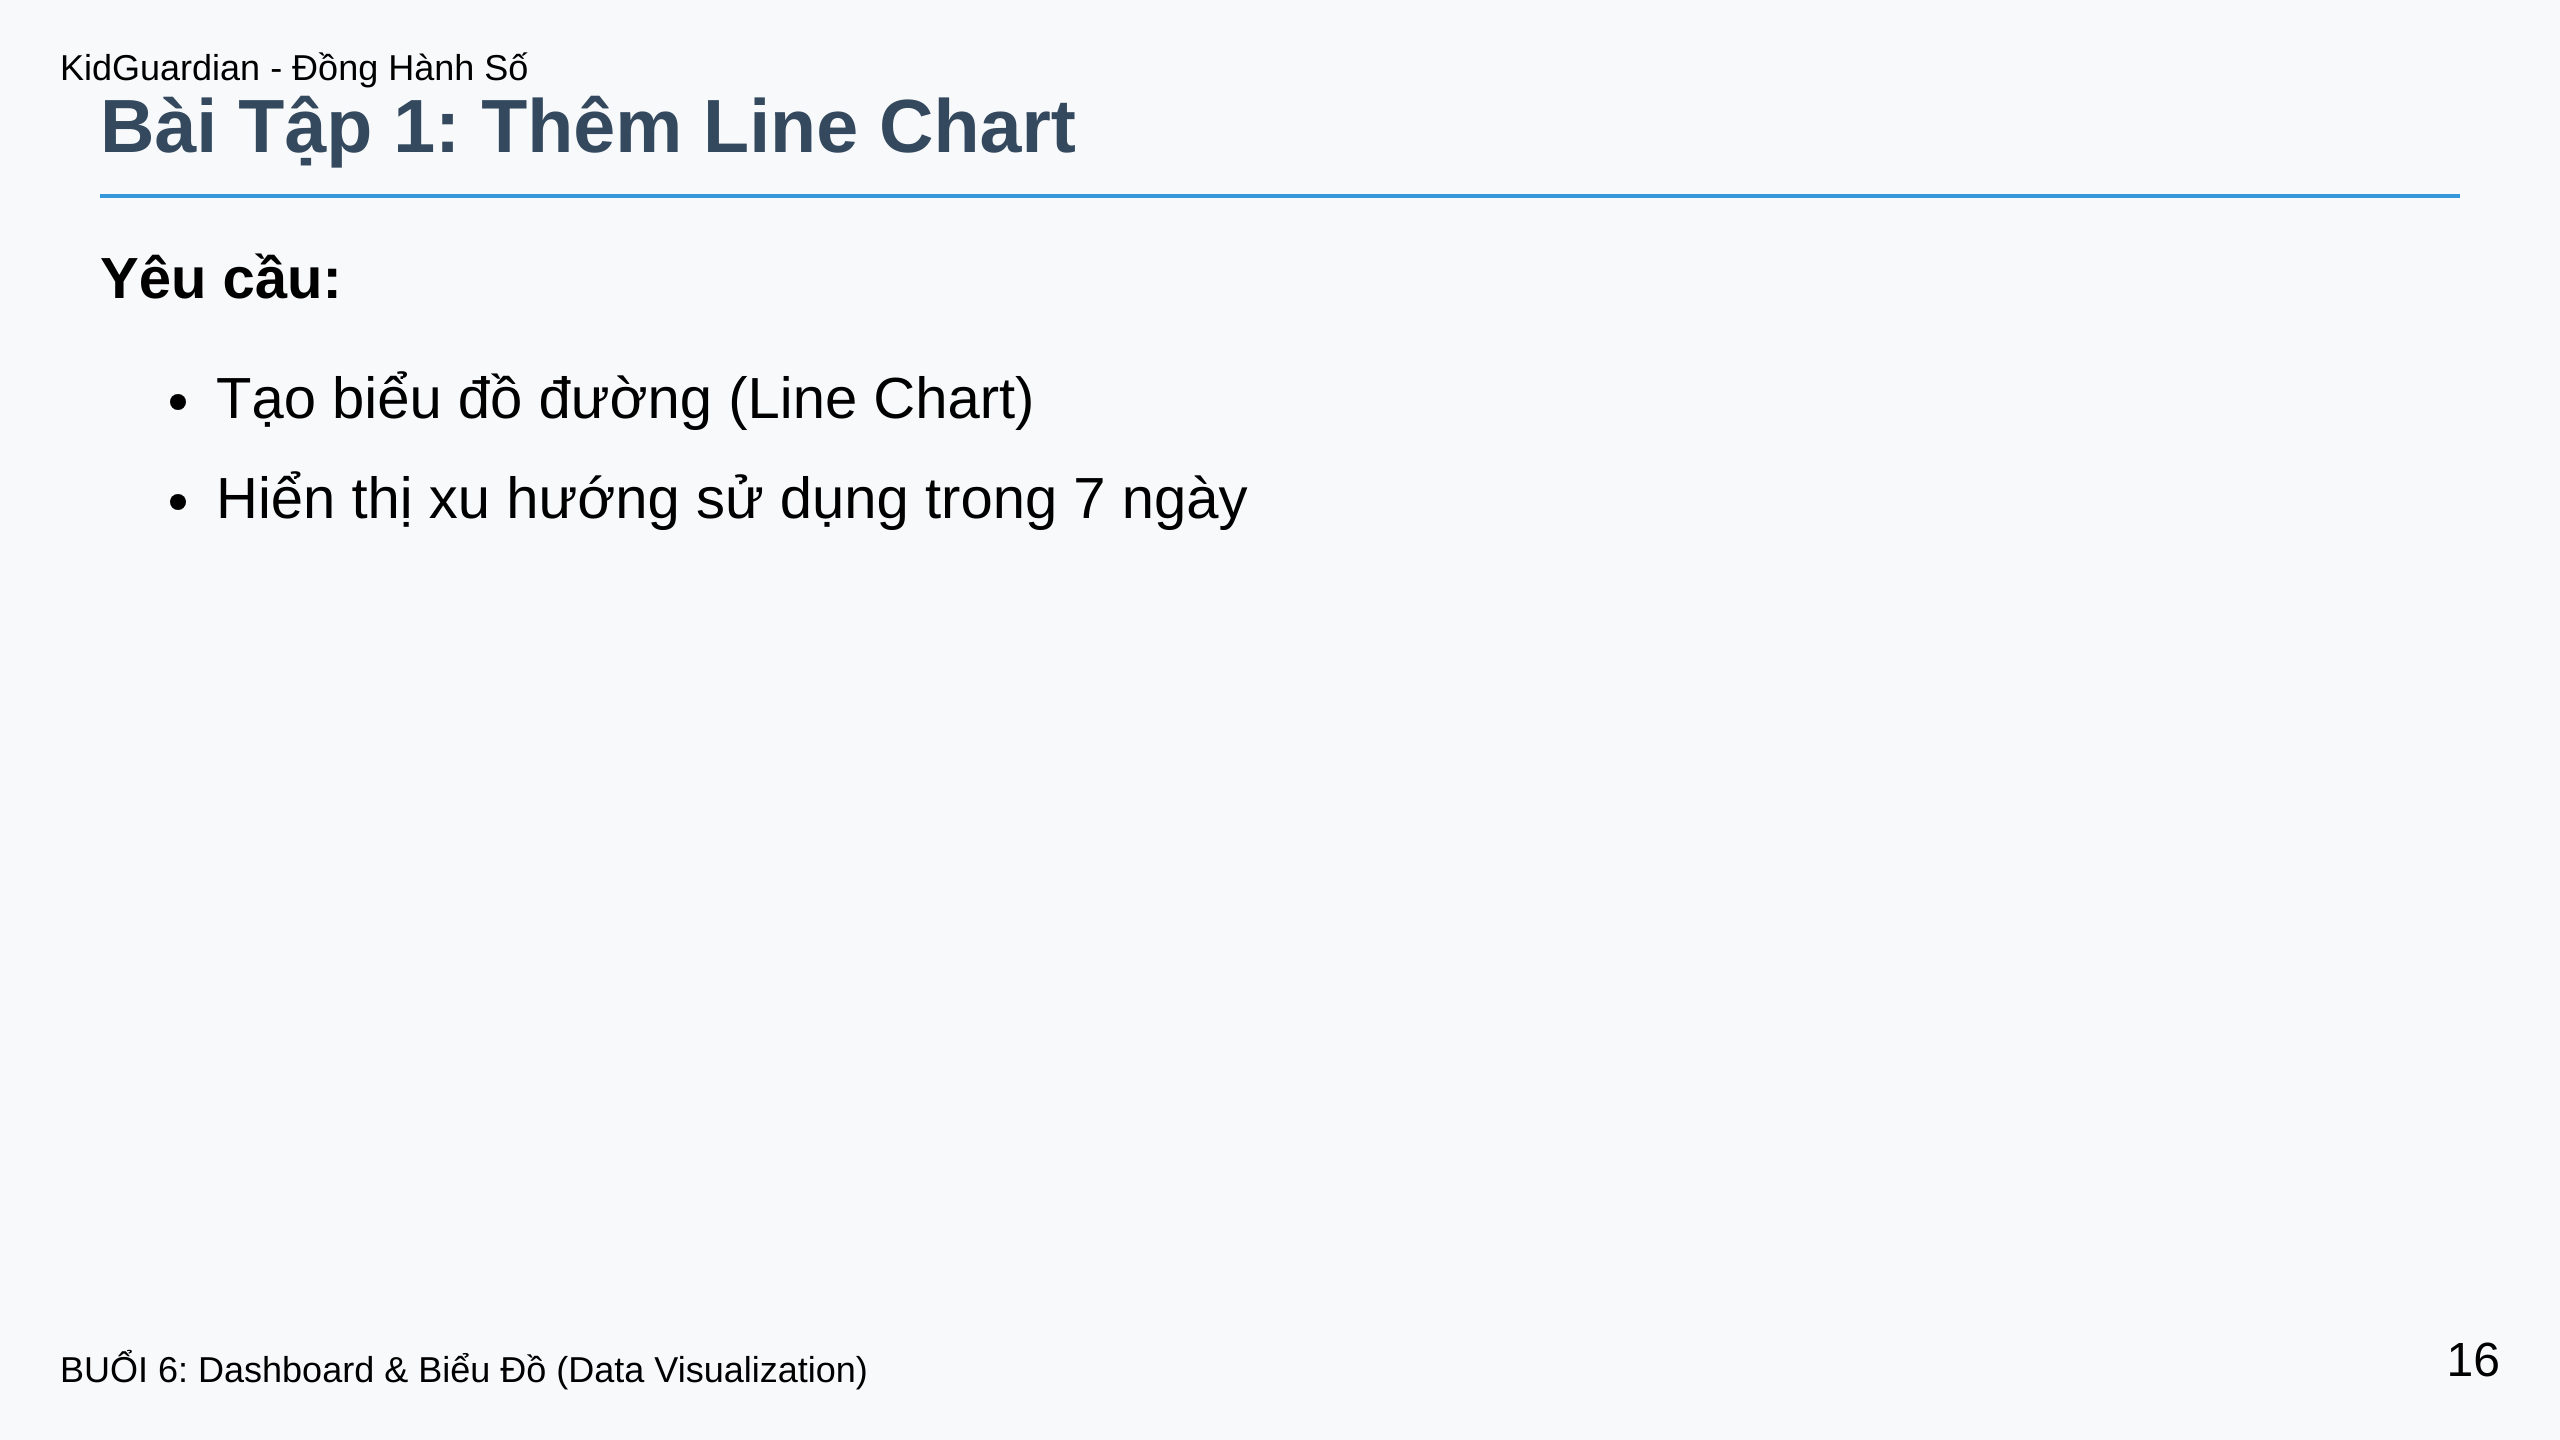 KidGuardian - Đồng Hành Số
Bài Tập 1: Thêm Line Chart
Yêu cầu:
• Tạo biểu đồ đường (Line Chart)
• Hiển thị xu hướng sử dụng trong 7 ngày
BUỔI 6: Dashboard & Biểu Đồ (Data Visualization)
16